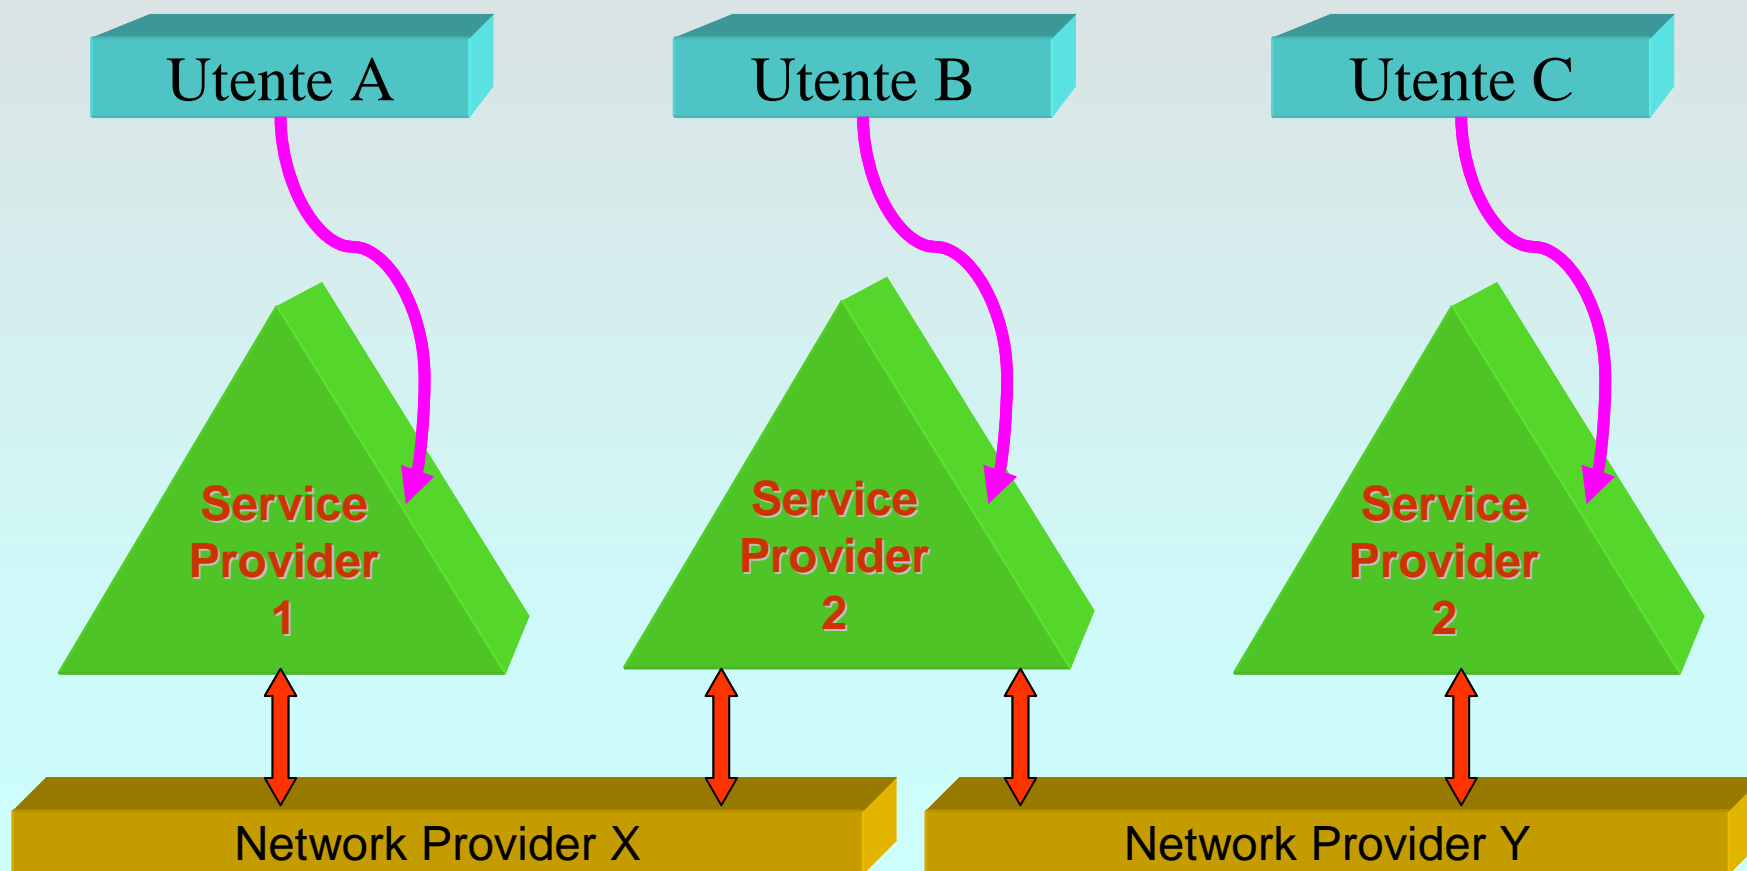 Utente A
Utente B
Utente C
Service
Provider
1
Service
Provider
2
Service
Provider
2
Network Provider X
Network Provider Y